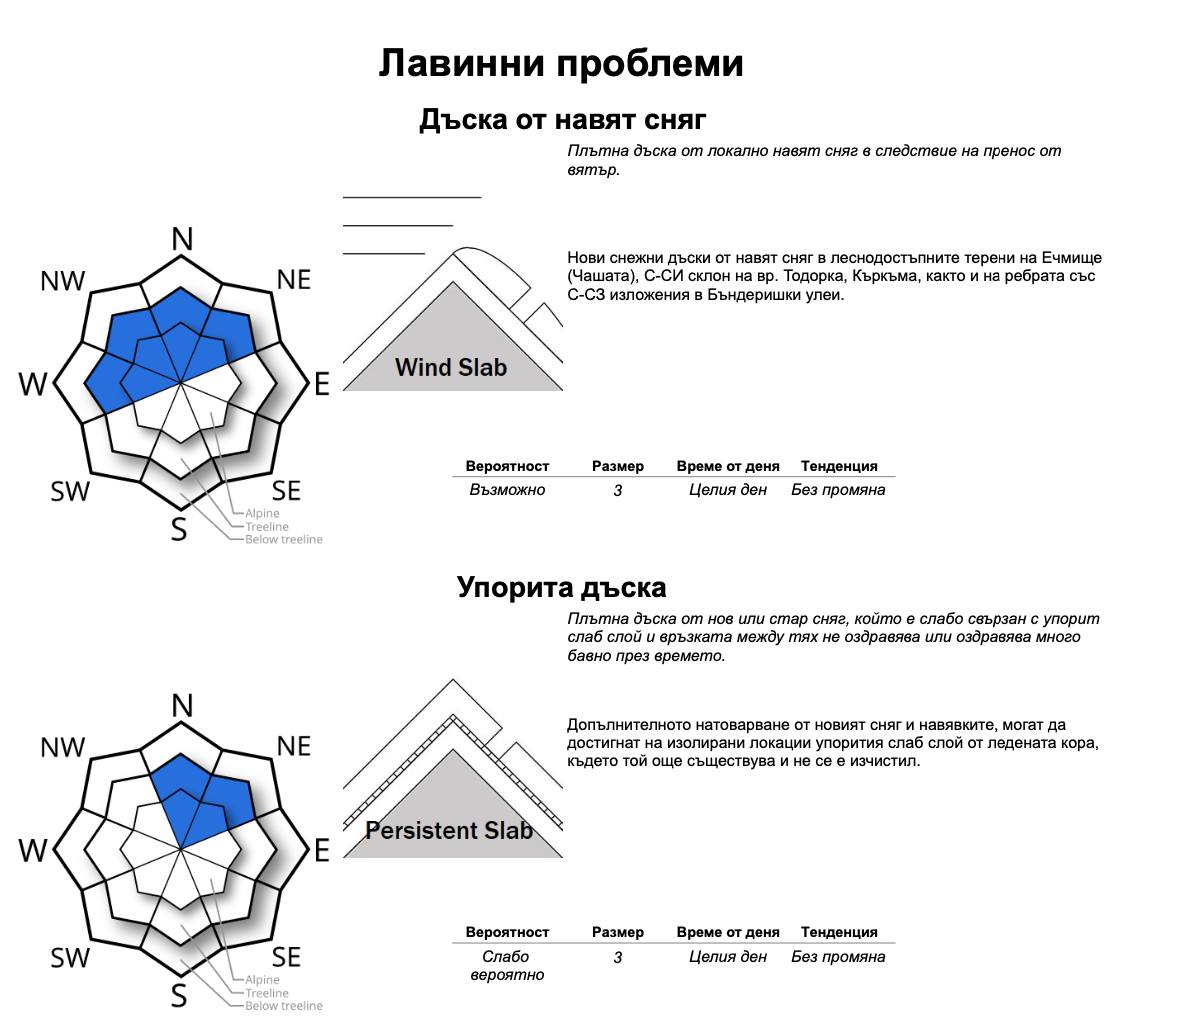 Лавинни проблеми
Дъска от навят сняг
Плътна дъска от локално навят сняг в следствие на пренос от
вятър.
N
NW
NE
W
E
SW
SE
S
Alpine
Treeline
Below treeline
Wind Slab
Нови снежни дъски от навят сняг в леснодостъпните терени на Ечмище
(Чашата), С-СИ склон на вр. Тодорка, Къркъма, както и на ребрата със
С-СЗ изложения в Бъндеришки улеи.
Вероятност Размер Време от деня Тенденция
Възможно 3 Целия ден Без промяна
Упорита дъска
Плътна дъска от нов или стар сняг, който е слабо свързан с упорит
слаб слой и връзката между тях не оздравява или оздравява много
бавно през времето.
N
NW
NE
W
E
SW
SE
S
Alpine
Treeline
Below treeline
Persistent Slab
Допълнителното натоварване от новият сняг и навявките, могат да
достигнат на изолирани локации упорития слаб слой от ледената кора,
където той още съществува и не се е изчистил.
Вероятност Размер Време от деня Тенденция
Слабо 3 Целия ден Без промяна
вероятно